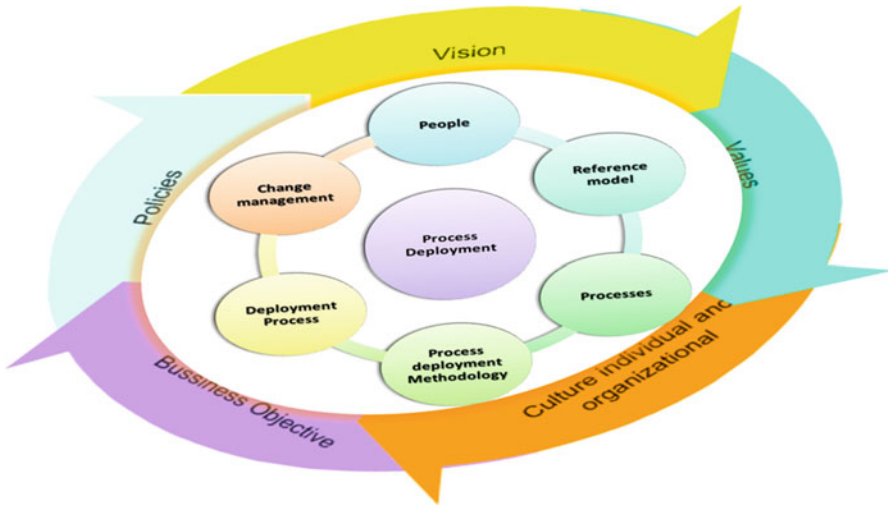 Vision
Values
Culture individual and
organizational
Bussiness Objective
Policies
People
Reference
model
Processes
Process
deployment
Methodology
Deployment
Process
Change
management
Process
Deployment